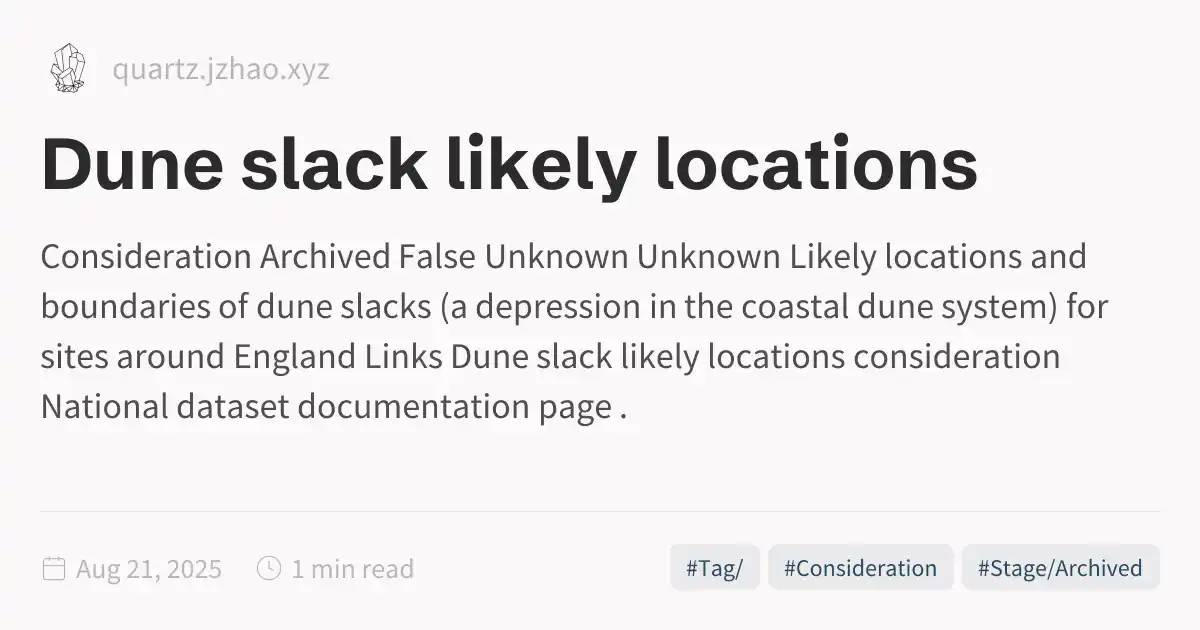 quartz.jzhao.xyz
Dune slack likely locations
Consideration Archived False Unknown Unknown Likely locations and
boundaries of dune slacks (a depression in the coastal dune system) for
sites around England Links Dune slack likely locations consideration
National dataset documentation page .
Aug 21, 2025 1 min read #Tag/ #Consideration #Stage/Archived